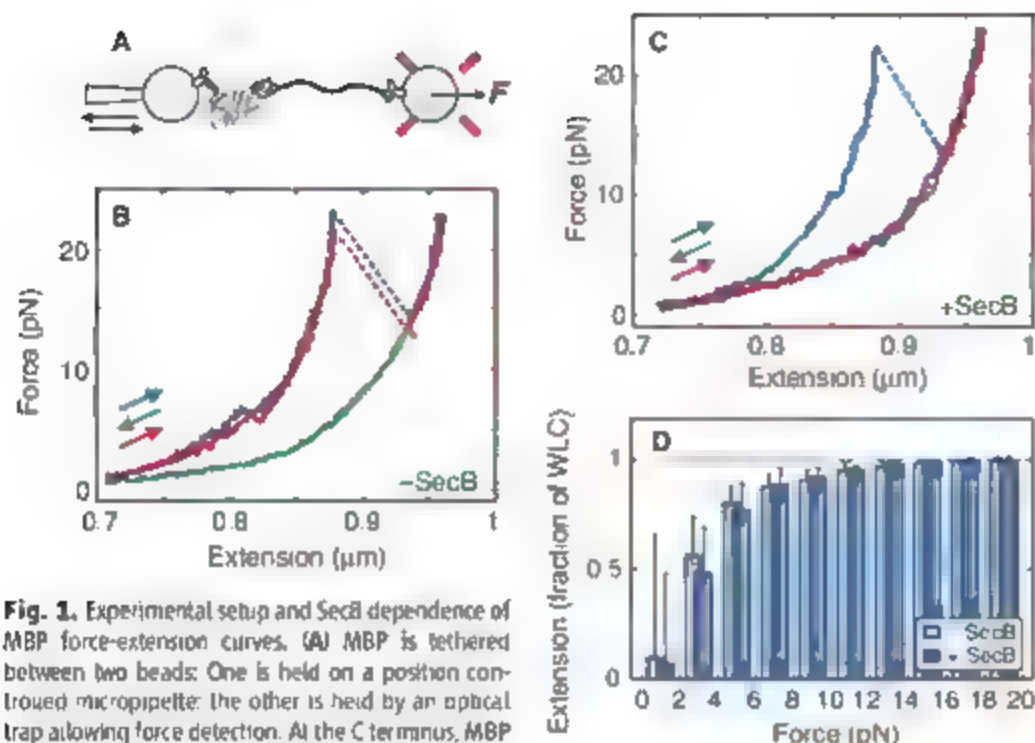 A
F
B
Force (pN)
20
10
0
0.7 0.8 0.9 1
Extension (μm)
−SecB
C
Force (pN)
20
10
0
0.7 0.8 0.9 1
Extension (μm)
+SecB
D
Extension (fraction of WLC)
1
0 5
0
0 2 4 6 8 10 12 14 16 18 20
Force (pN)
SecB
SecB
Fig. 1. Experimental setup and SecB dependence of
MBP force-extension curves. (A) MBP is tethered
between two beads: One is held on a position con-
trolled micropipette; the other is held by an optical
trap allowing force detection. At the C terminus, MBP